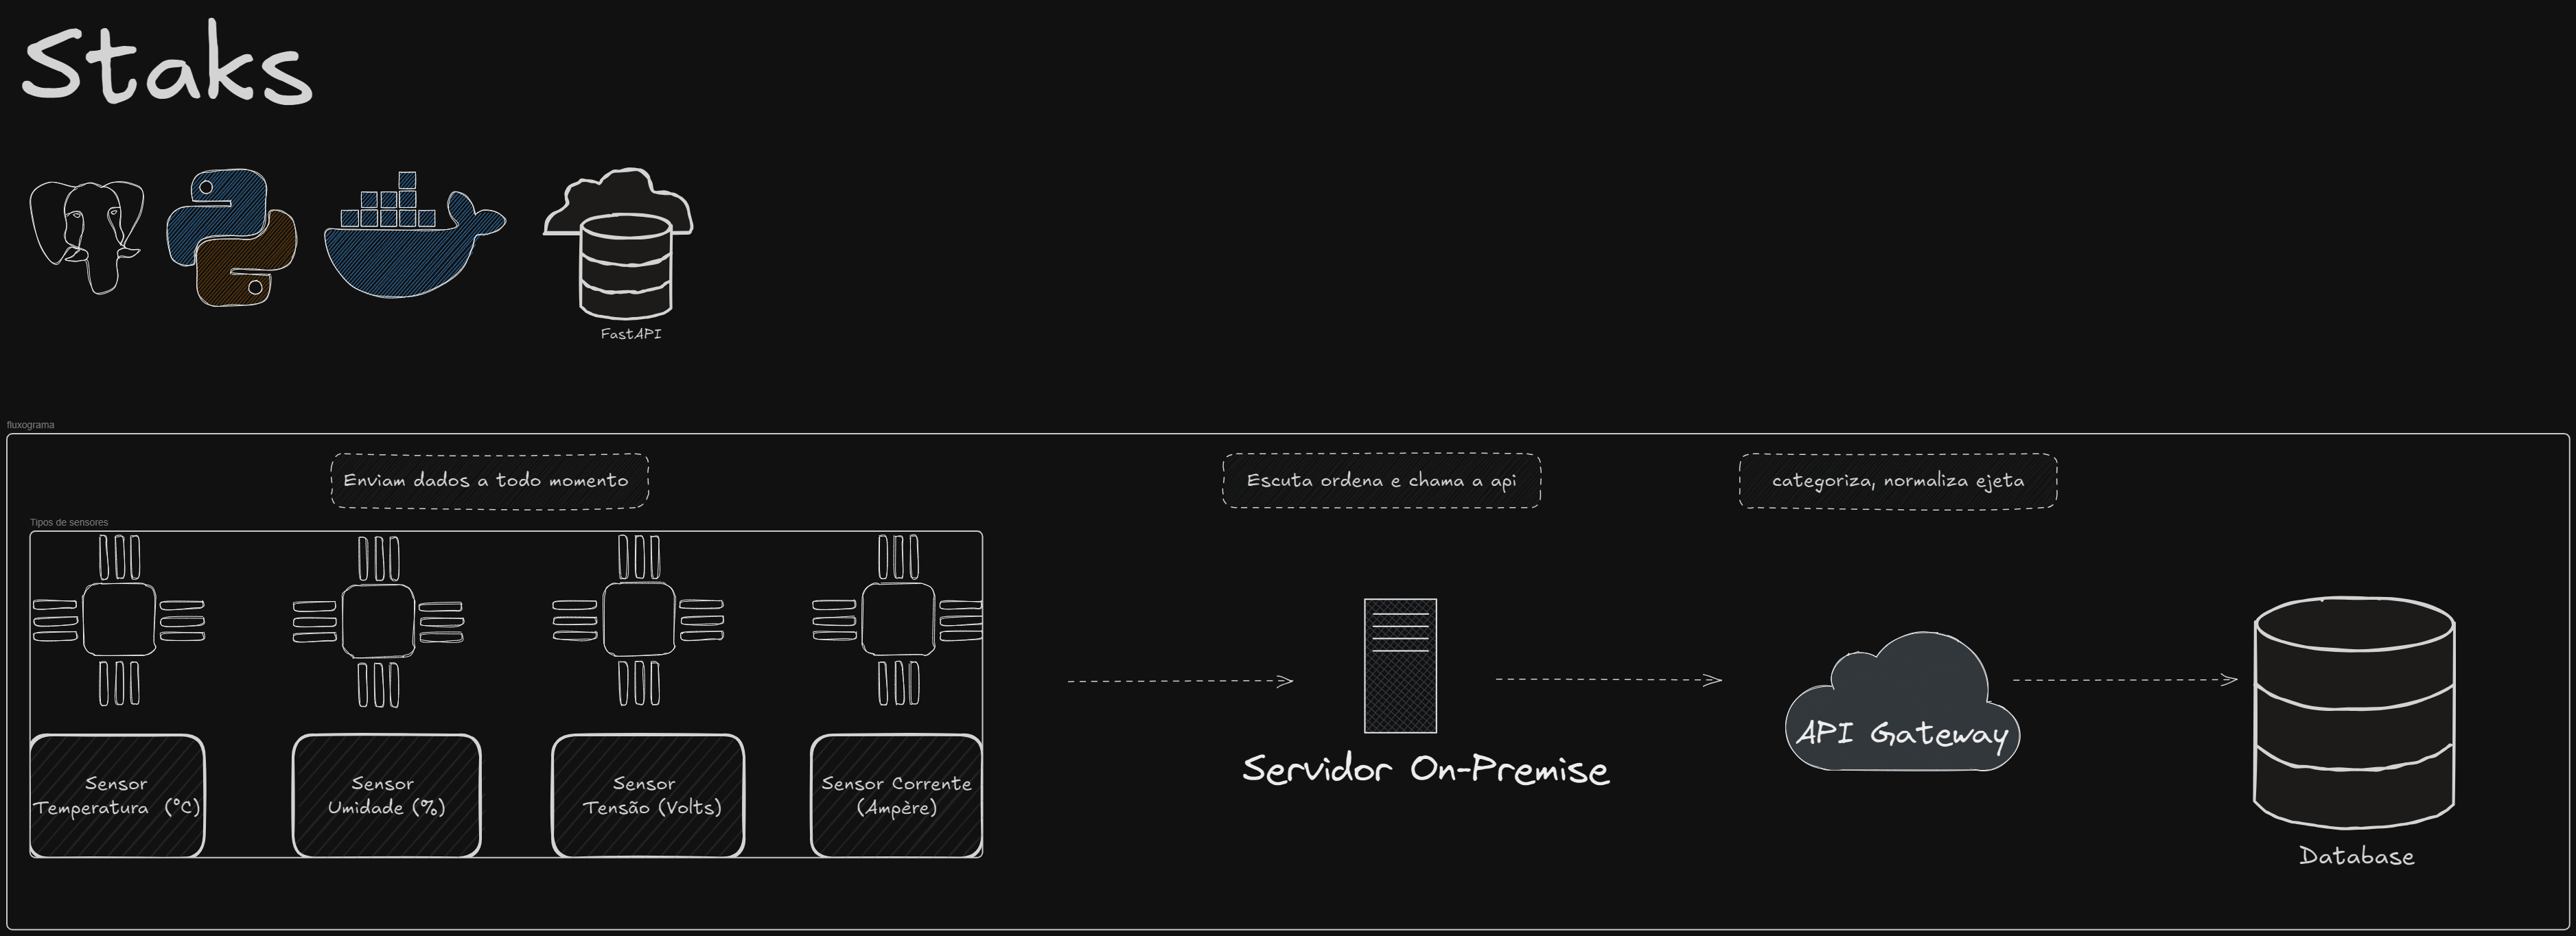 Staks
FastAPI
fluxograma
Enviam dados a todo momento
Escuta ordena e chama a api
categoriza, normaliza ejeta
Tipos de sensores
Sensor
Temperatura (°C)
Sensor
Umidade (%)
Sensor
Tensão (Volts)
Sensor Corrente
(Ampère)
Servidor On-Premise
API Gateway
Database